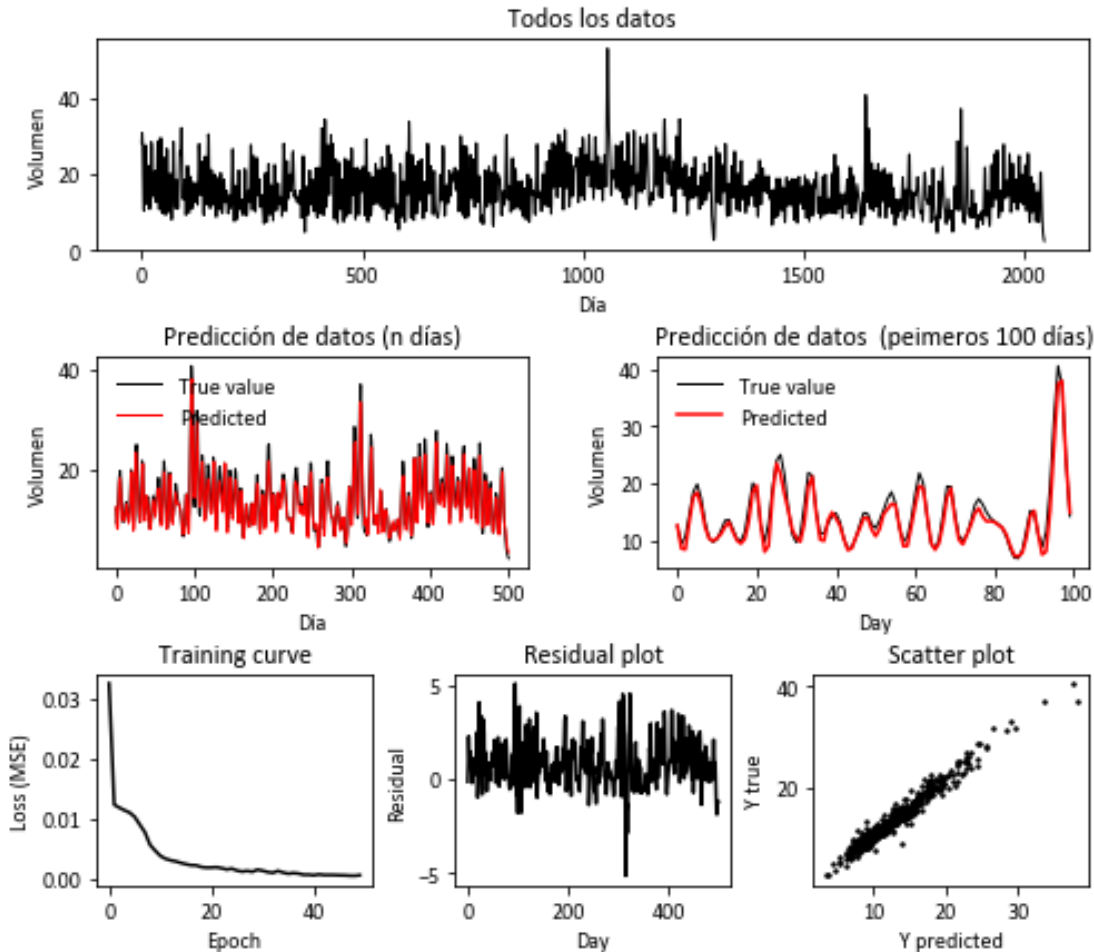 Todos los datos
Volumen
40
20
0
0 500 1000 1500 2000
Día
Predicción de datos (n días)
Volumen
40
20
True value
Predicted
0 100 200 300 400 500
Día
Predicción de datos (peimeros 100 días)
Volumen
40
30
20
10
True value
Predicted
0 20 40 60 80 100
Day
Training curve
Loss (MSE)
0.03
0.02
0.01
0.00
0 20 40
Epoch
Residual plot
Residual
5
0
−5
0 200 400
Day
Scatter plot
Y true
40
20
10 20 30
Y predicted